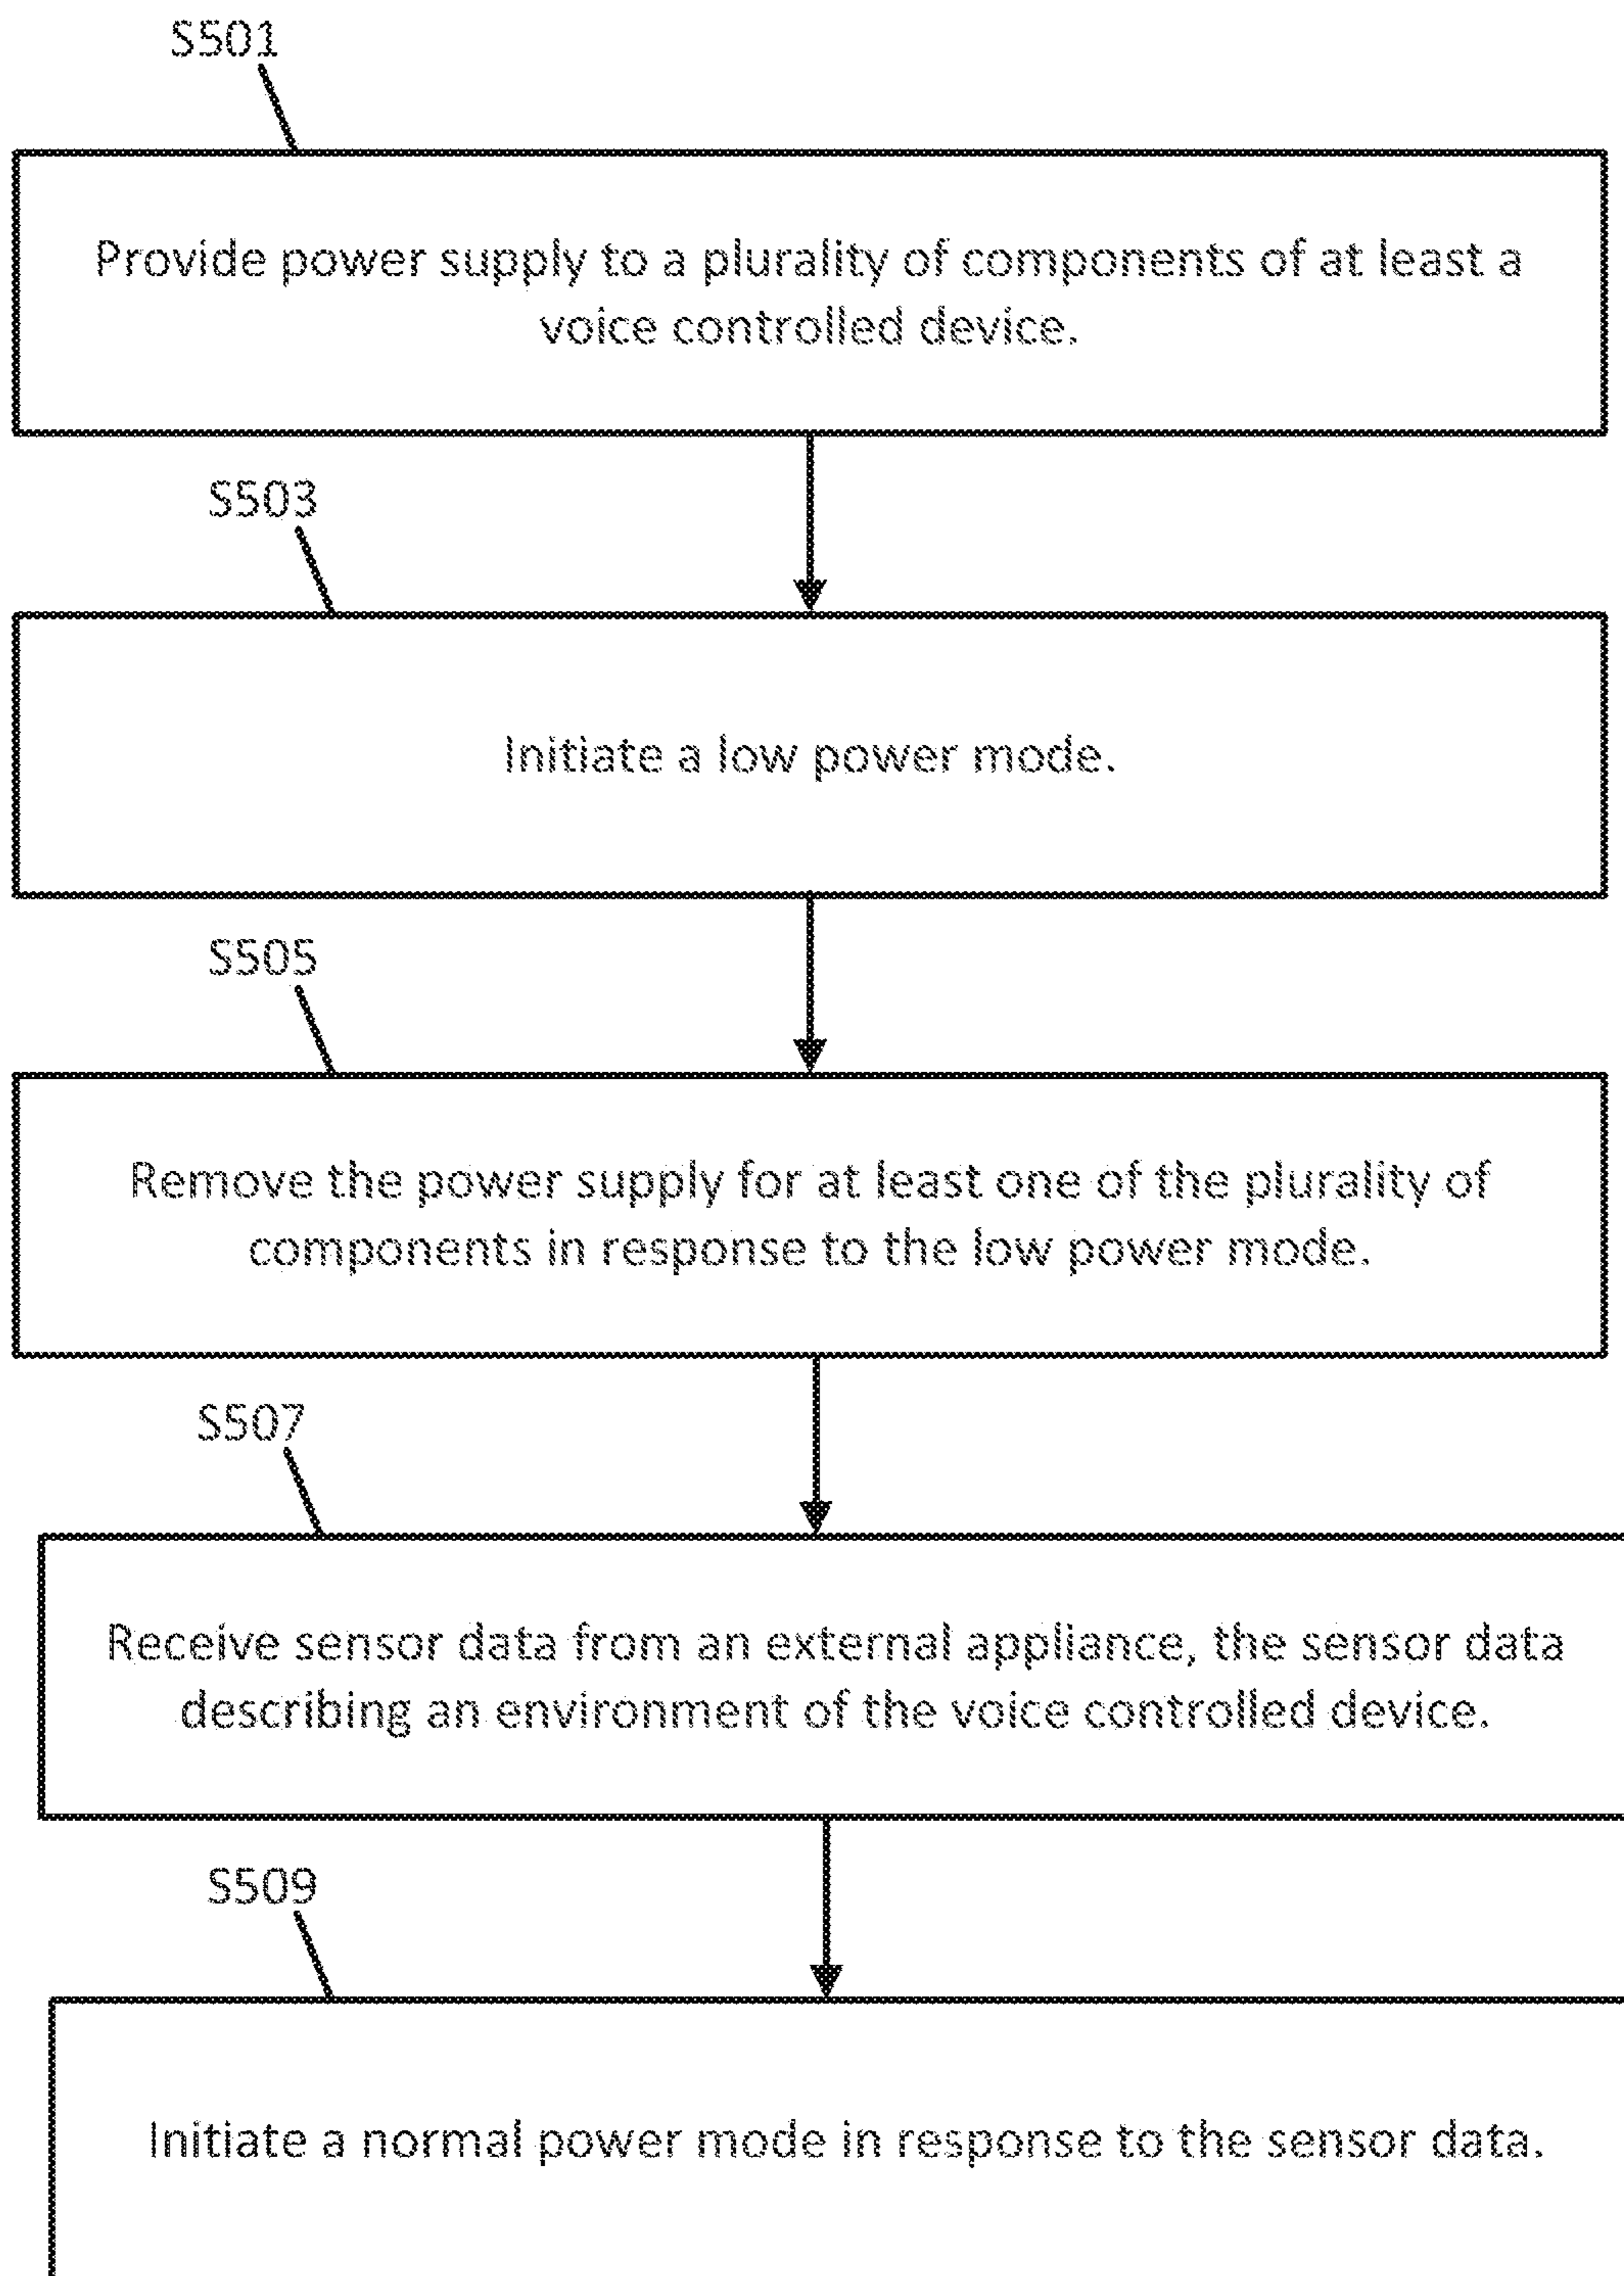 S501
Provide power supply to a plurality of components of at least a
voice controlled device.
S503
Initiate a low power mode.
S505
Remove the power supply for at least one of the plurality of
components in response to the low power mode.
S507
Receive sensor data from an external appliance, the sensor data
describing an environment of the voice controlled device.
S509
Initiate a normal power mode in response to the sensor data.